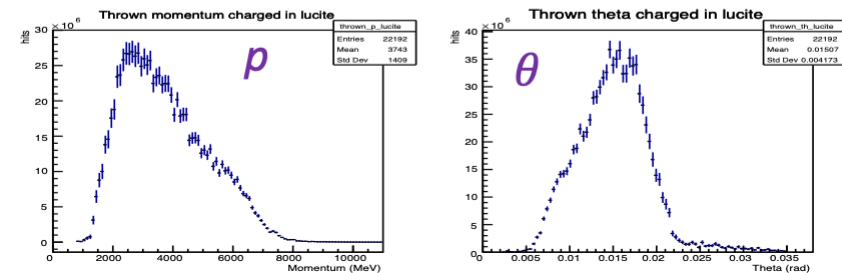 Thrown momentum charged in lucite
×10⁶
hits
thrown_p_lucite
Entries 22192
Mean 3743
Std Dev 1409
p
30
25
20
15
10
5
0
0 2000 4000 6000 8000 10000
Momentum (MeV)
Thrown theta charged in lucite
×10⁶
hits
thrown_th_lucite
Entries 22192
Mean 0.01507
Std Dev 0.004173
θ
40
35
30
25
20
15
10
5
0
0 0.005 0.01 0.015 0.02 0.025 0.03 0.035
Theta (rad)